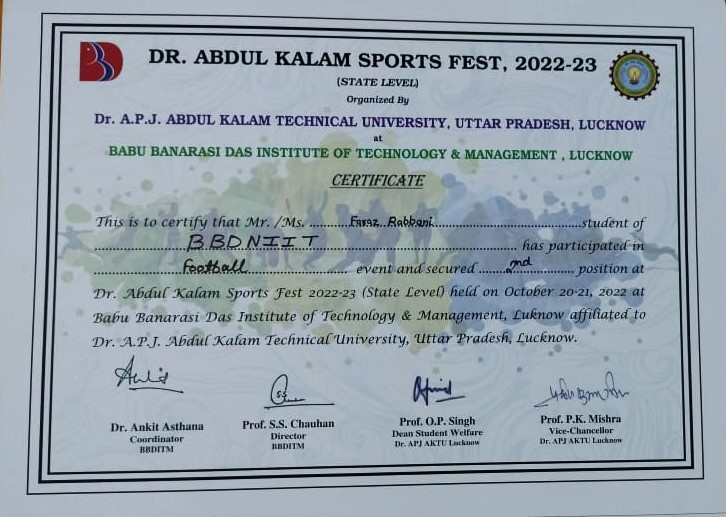 DR. ABDUL KALAM SPORTS FEST, 2022-23
(STATE LEVEL)
Organized By
Dr. A.P.J. ABDUL KALAM TECHNICAL UNIVERSITY, UTTAR PRADESH, LUCKNOW
at
BABU BANARASI DAS INSTITUTE OF TECHNOLOGY & MANAGEMENT , LUCKNOW
CERTIFICATE
This is to certify that Mr. /Ms. ........Faraz Rabbani........student of
........BBDNIIT........ has participated in
........Football........ event and secured ......2nd...... position at
Dr. Abdul Kalam Sports Fest 2022-23 (State Level) held on October 20-21, 2022 at
Babu Banarasi Das Institute of Technology & Management, Luknow affiliated to
Dr. A.P.J. Abdul Kalam Technical University, Uttar Pradesh, Lucknow.
Dr. Ankit Asthana
Coordinator
BBDITM
Prof. S.S. Chauhan
Director
BBDITM
Prof. O.P. Singh
Dean Student Welfare
Dr. APJ AKTU Lucknow
Prof. P.K. Mishra
Vice-Chancellor
Dr. APJ AKTU Lucknow